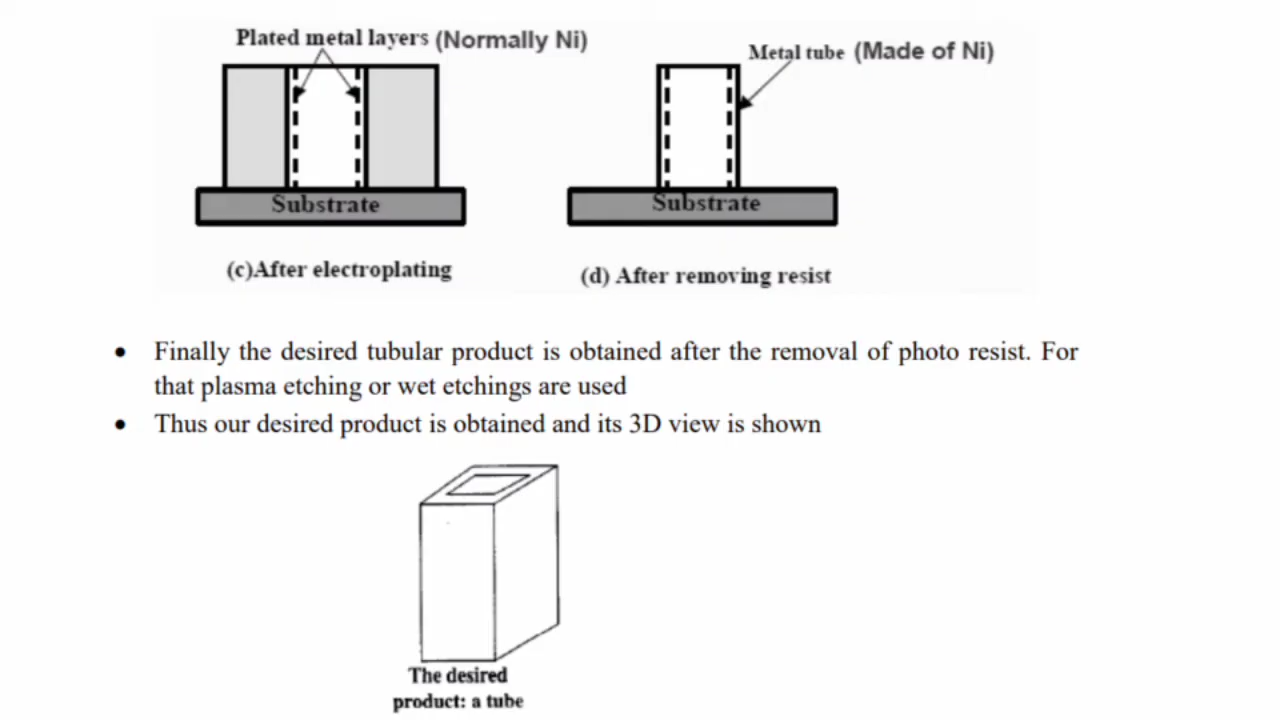 Plated metal layers (Normally Ni)
Metal tube (Made of Ni)
Substrate
Substrate
(c)After electroplating
(d) After removing resist
• Finally the desired tubular product is obtained after the removal of photo resist. For
that plasma etching or wet etchings are used
• Thus our desired product is obtained and its 3D view is shown
The desired
product: a tube